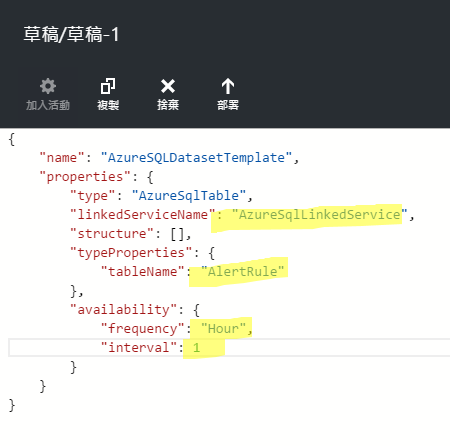 草稿/草稿-1
加入活動 複製 捨棄 部署
{
    "name": "AzureSQLDatasetTemplate",
    "properties": {
        "type": "AzureSqlTable",
        "linkedServiceName": "AzureSqlLinkedService",
        "structure": [],
        "typeProperties": {
            "tableName": "AlertRule"
        },
        "availability": {
            "frequency": "Hour",
            "interval": 1
        }
    }
}